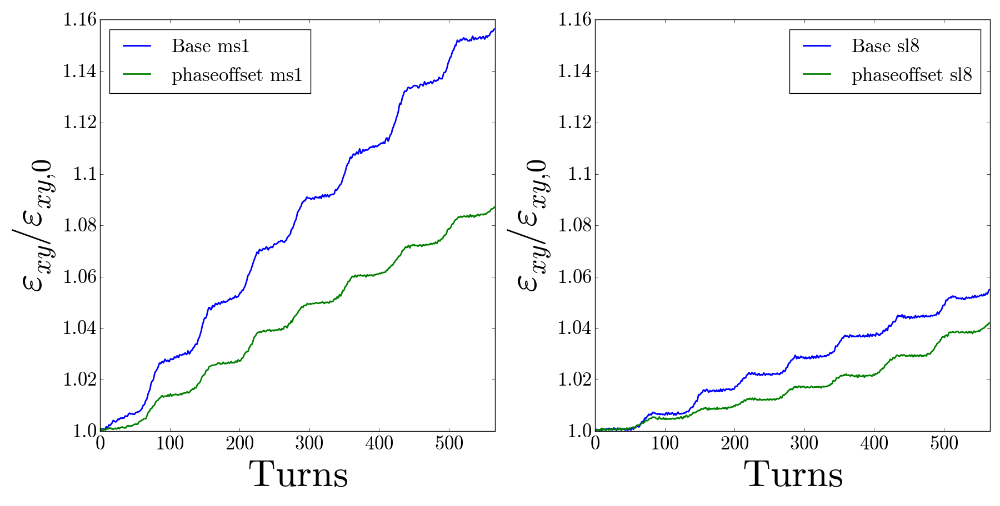 1.16
1.14
1.12
1.1
1.08
1.06
1.04
1.02
1.0
0 100 200 300 400 500
Turns
εxy/εxy,0
Base ms1
phaseoffset ms1
1.16
1.14
1.12
1.1
1.08
1.06
1.04
1.02
1.0
0 100 200 300 400 500
Turns
εxy/εxy,0
Base sl8
phaseoffset sl8